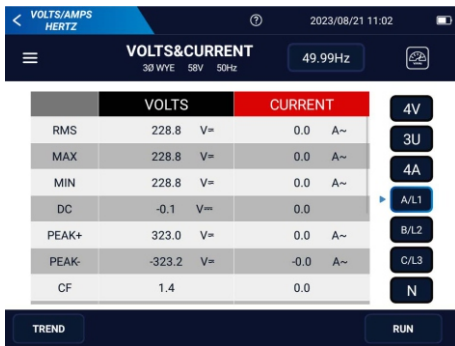 VOLTS/AMPS
HERTZ
2023/08/21 11:02
VOLTS&CURRENT
3Ø WYE 58V 50Hz
49.99Hz
VOLTS CURRENT
RMS 228.8 V≂ 0.0 A~
MAX 228.8 V≂ 0.0 A~
MIN 228.8 V≂ 0.0 A~
DC -0.1 V⎓ 0.0
PEAK+ 323.0 V≂ 0.0 A~
PEAK- -323.2 V≂ -0.0 A~
CF 1.4 0.0
4V
3U
4A
A/L1
B/L2
C/L3
N
TREND RUN